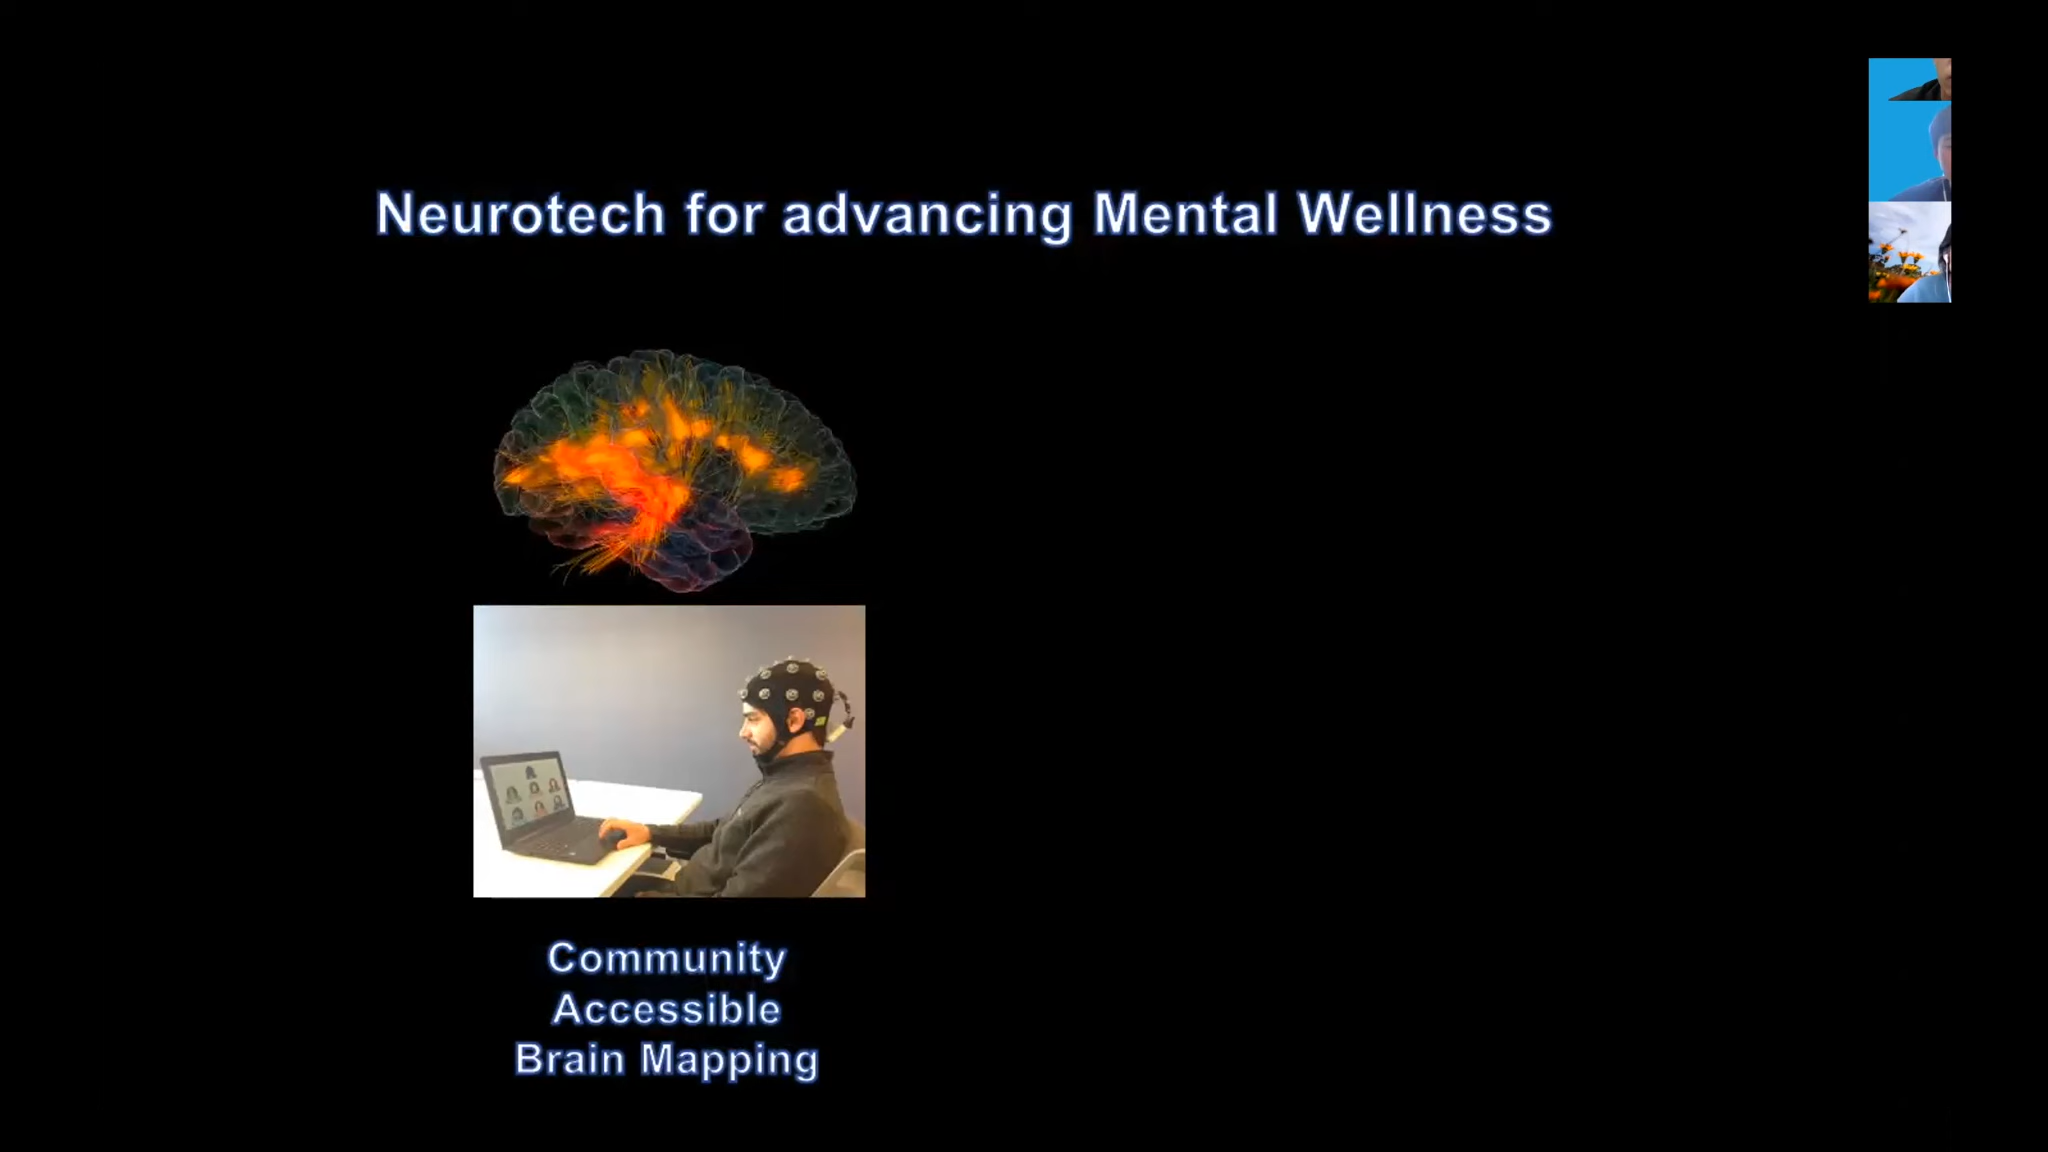 Neurotech for advancing Mental Wellness
Community
Accessible
Brain Mapping